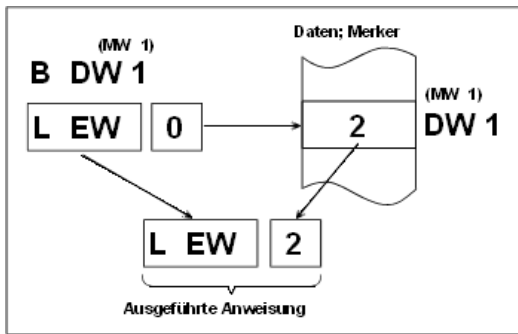 Daten; Merker
(MW 1)
B DW 1
(MW 1)
L EW 0
2 DW 1
L EW 2
Ausgeführte Anweisung